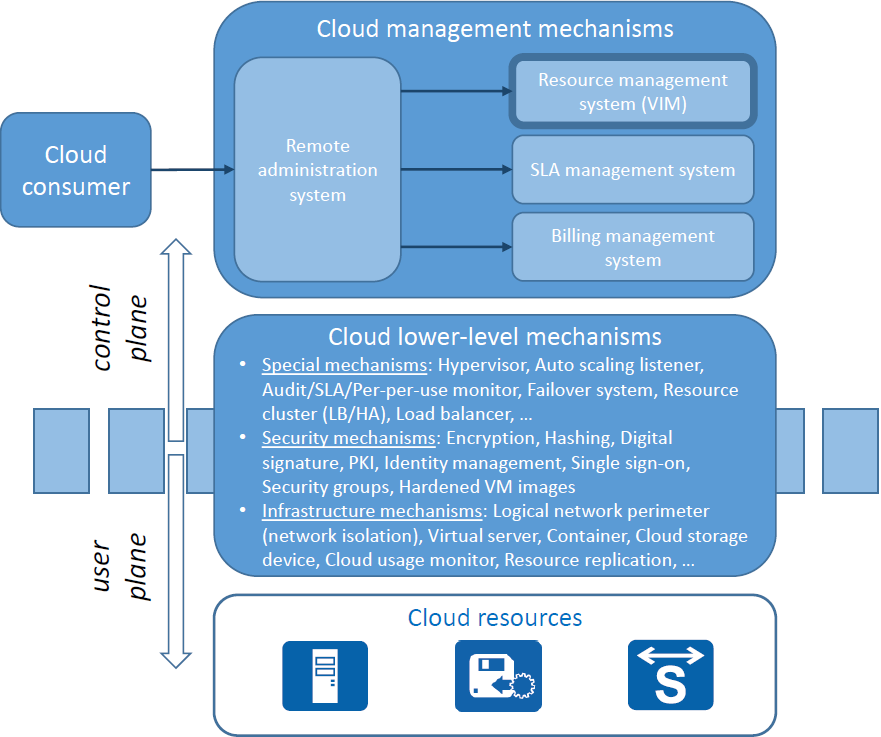 Cloud management mechanisms
Cloud
consumer
Remote
administration
system
Resource management
system (VIM)
SLA management system
Billing management
system
control
plane
Cloud lower-level mechanisms
• Special mechanisms: Hypervisor, Auto scaling listener,
Audit/SLA/Per-per-use monitor, Failover system, Resource
cluster (LB/HA), Load balancer, ...
• Security mechanisms: Encryption, Hashing, Digital
signature, PKI, Identity management, Single sign-on,
Security groups, Hardened VM images
• Infrastructure mechanisms: Logical network perimeter
(network isolation), Virtual server, Container, Cloud storage
device, Cloud usage monitor, Resource replication, ...
user
plane
Cloud resources
S